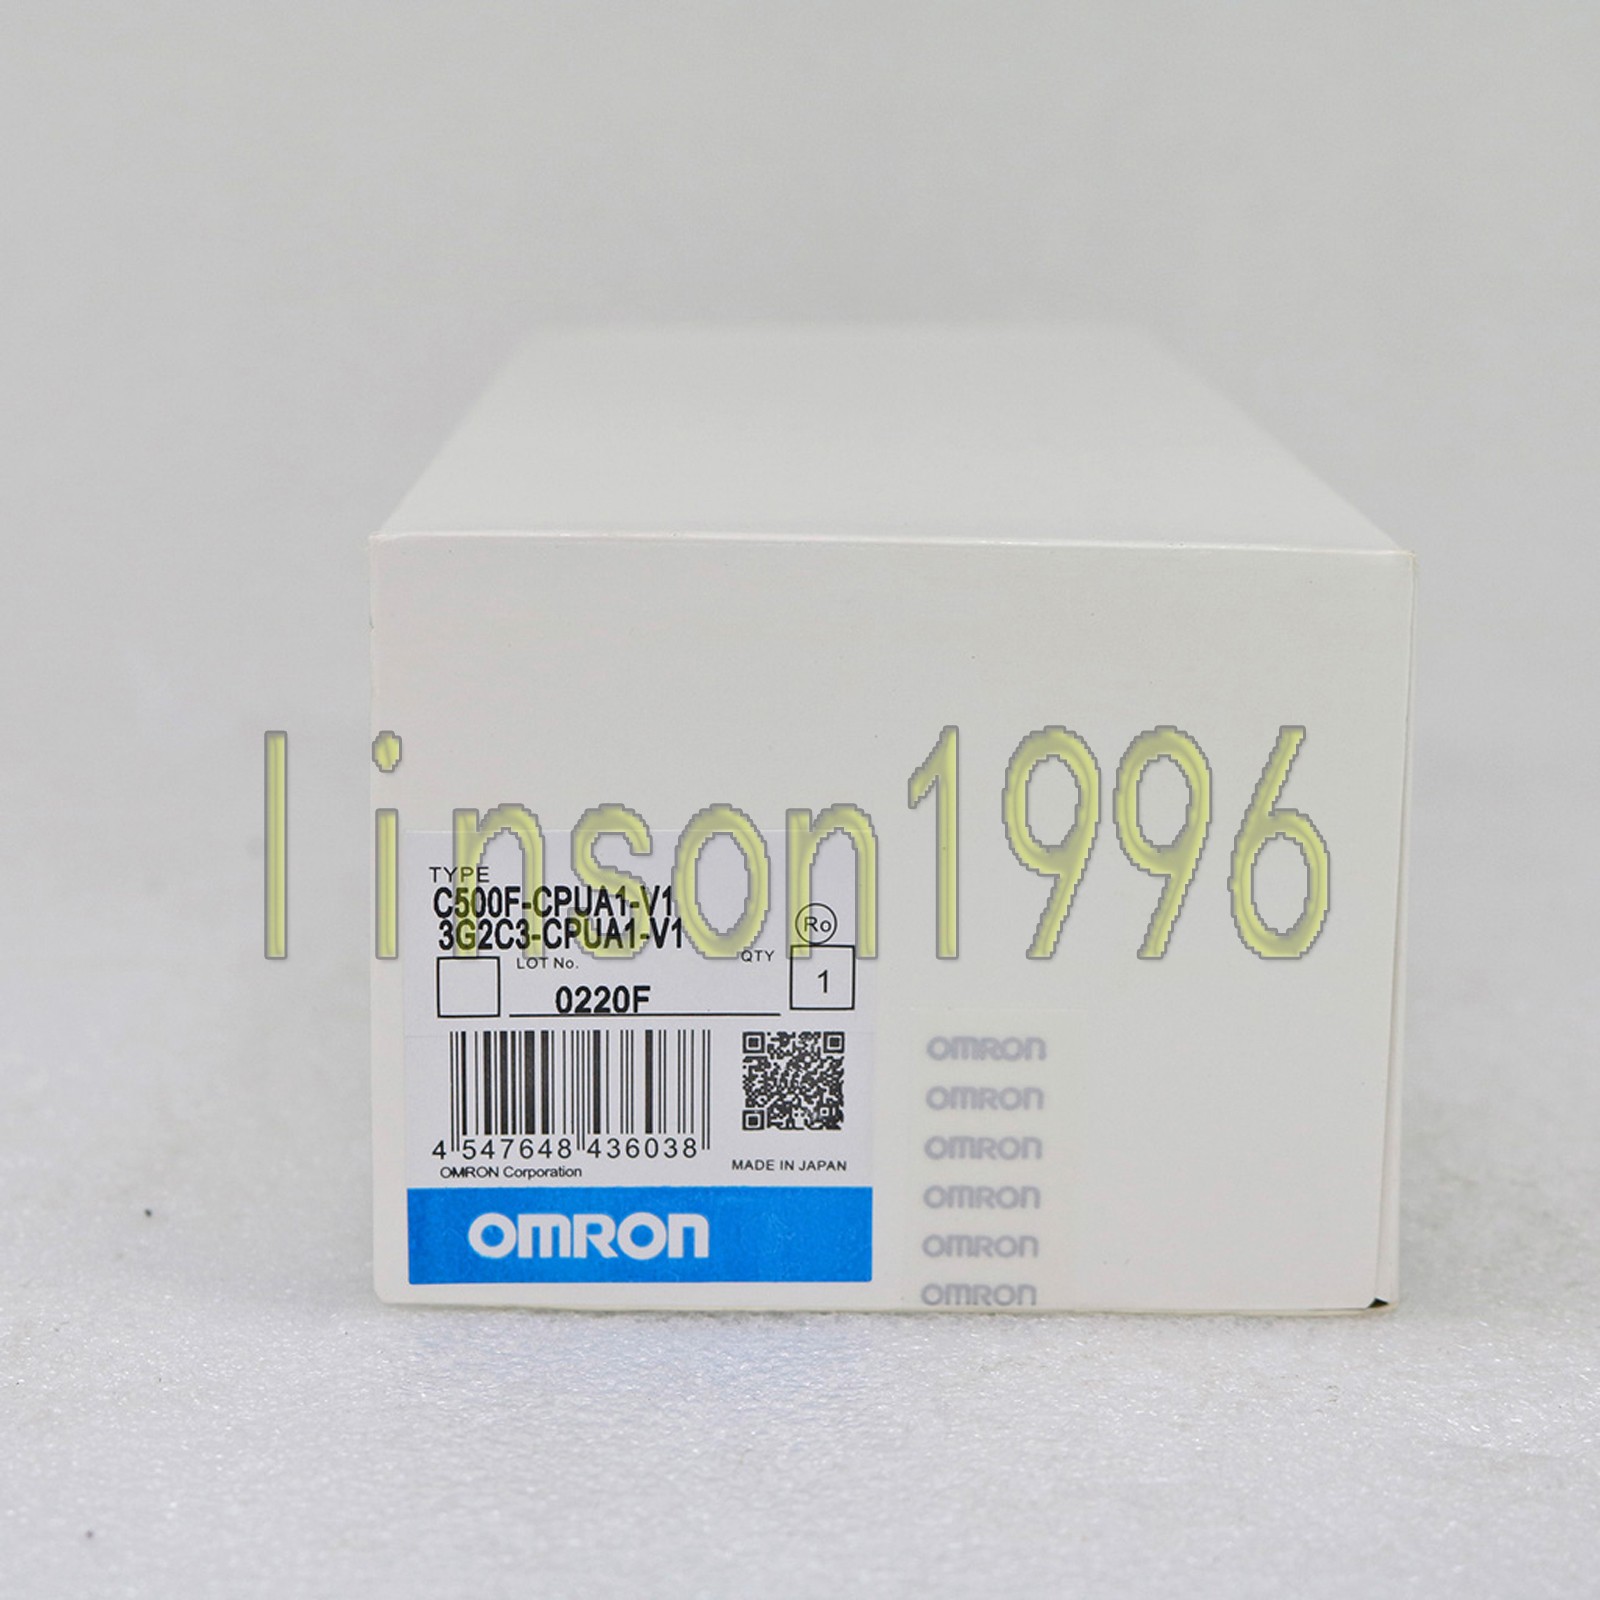 linson1996
TYPE
C500F-CPUA1-V1
3G2C3-CPUA1-V1
Ro
LOT No.
QTY
0220F
1
4 547648 436038
OMRON Corporation
MADE IN JAPAN
OMRON
OMRON
OMRON
OMRON
OMRON
OMRON
OMRON